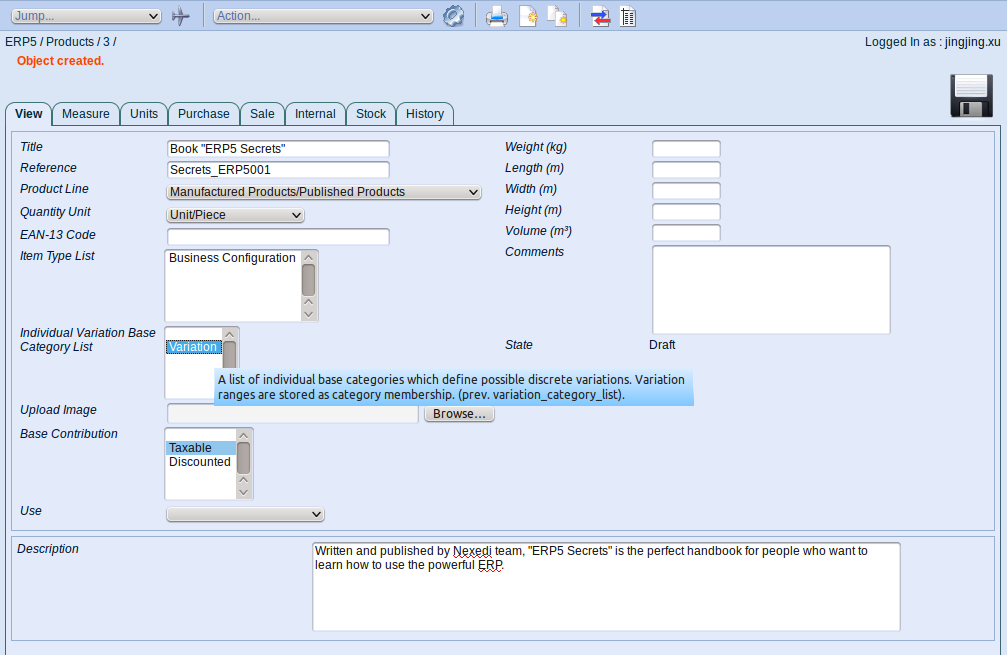 Jump...
Action...
ERP5 / Products / 3 /
Logged In as : jingjing.xu
Object created.
View
Measure
Units
Purchase
Sale
Internal
Stock
History
Title
Book "ERP5 Secrets"
Reference
Secrets_ERP5001
Product Line
Manufactured Products/Published Products
Quantity Unit
Unit/Piece
EAN-13 Code
Item Type List
Business Configuration
Individual Variation Base
Category List
Variation
A list of individual base categories which define possible discrete variations. Variation
ranges are stored as category membership. (prev. variation_category_list).
Upload Image
Browse...
Base Contribution
Taxable
Discounted
Use
Weight (kg)
Length (m)
Width (m)
Height (m)
Volume (m³)
Comments
State
Draft
Description
Written and published by Nexedi team, "ERP5 Secrets" is the perfect handbook for people who want to
learn how to use the powerful ERP.